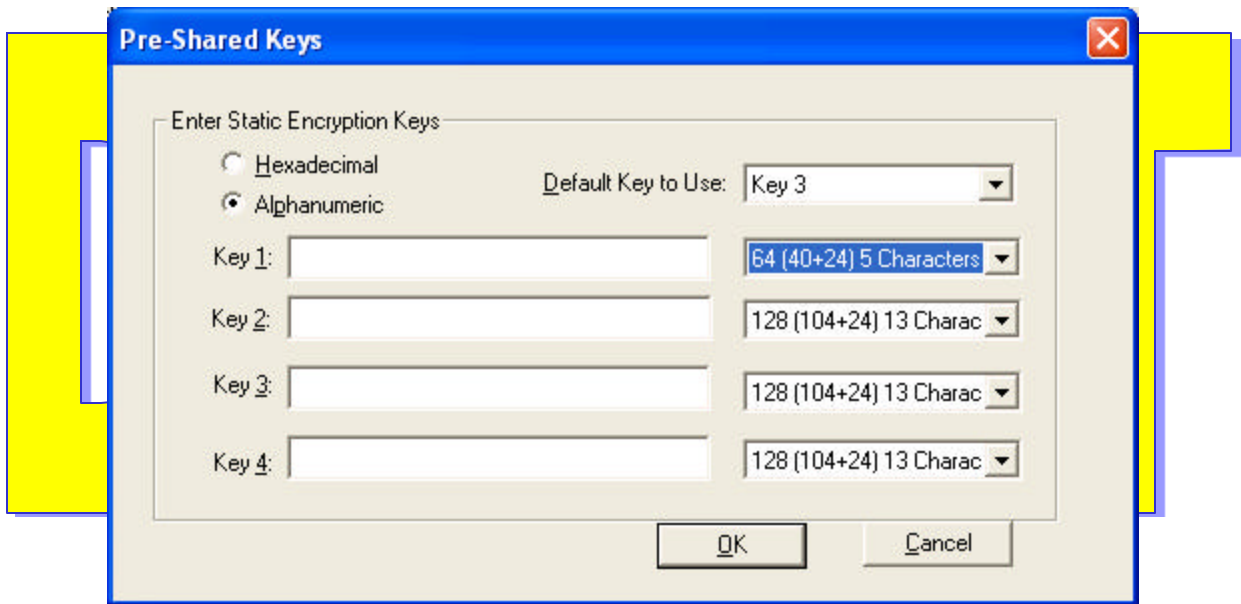 Pre-Shared Keys
Enter Static Encryption Keys
Hexadecimal
Default Key to Use: Key 3
Alphanumeric
Key 1: 64 (40+24) 5 Characters
Key 2: 128 (104+24) 13 Charac
Key 3: 128 (104+24) 13 Charac
Key 4: 128 (104+24) 13 Charac
OK Cancel